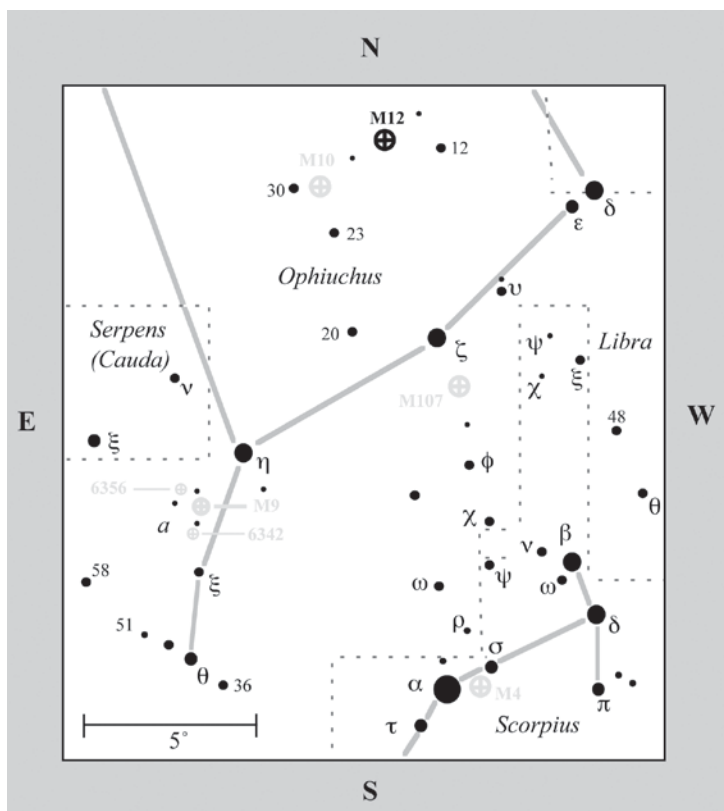 N
M12
12
M10
30
δ
ε
23
Ophiuchus
υ
20
Serpens
(Cauda)
ζ
ψ
Libra
ξ
ν
M107
χ
E
W
48
ξ
η
φ
6356
θ
M9
a
χ
6342
β
ν
58
ξ
ψ
ω
ω
51
ρ
δ
σ
θ
36
α
M4
π
5°
τ
Scorpius
S